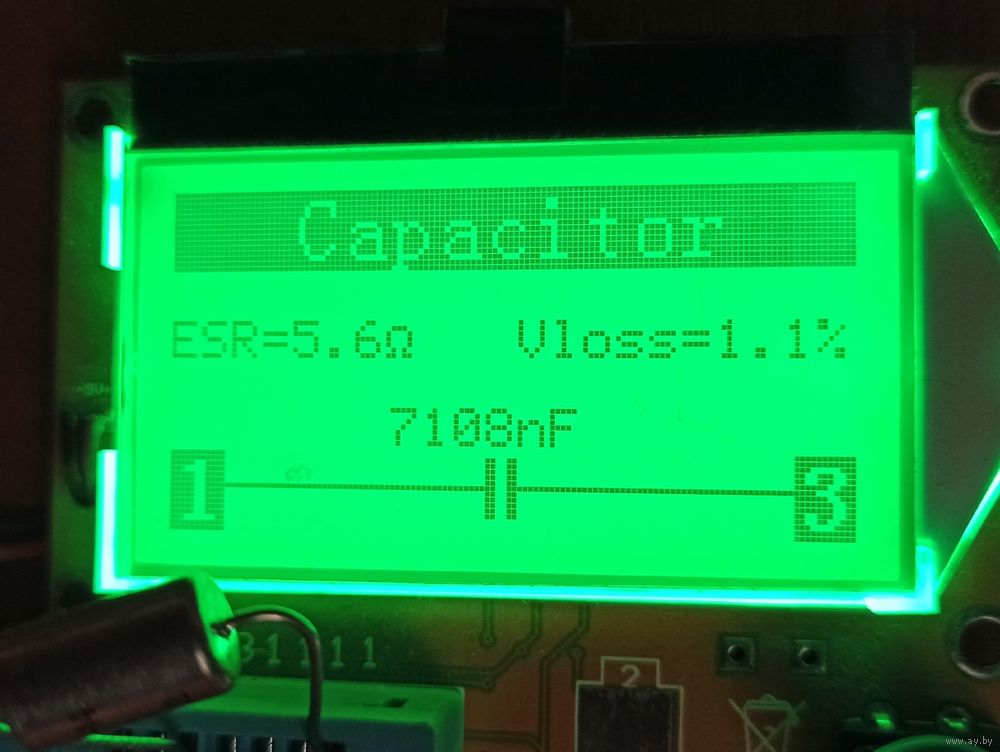 Capacitor
ESR=5.6Ω Vloss=1.1%
7108nF
1 3
31111
2
www.ay.by